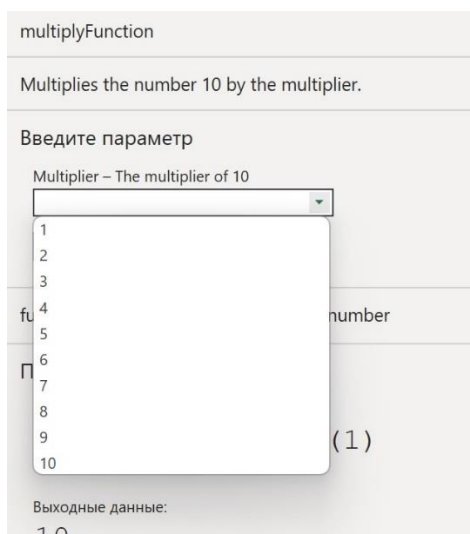 multiplyFunction
Multiplies the number 10 by the multiplier.
Введите параметр
Multiplier – The multiplier of 10
1
2
3
4
5
6
7
8
9
10
number
(1)
Выходные данные:
10